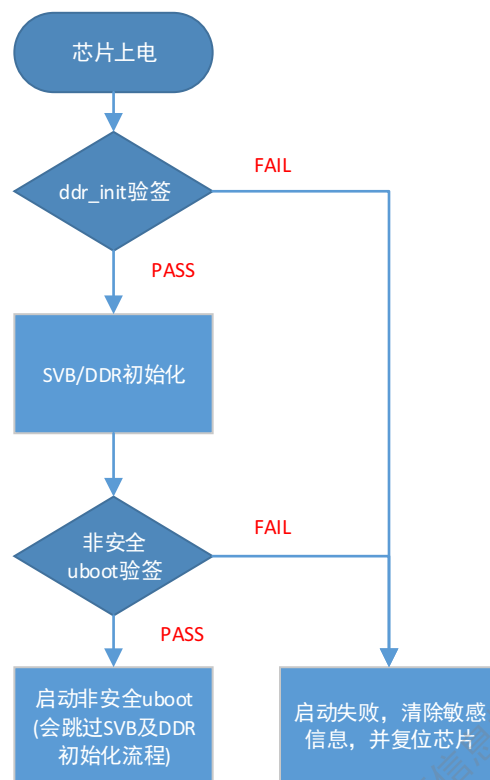 芯片上电
ddr_init验签
FAIL
PASS
SVB/DDR初始化
非安全
uboot验签
FAIL
PASS
启动非安全uboot
(会跳过SVB及DDR
初始化流程)
启动失败，清除敏感
信息，并复位芯片
信息